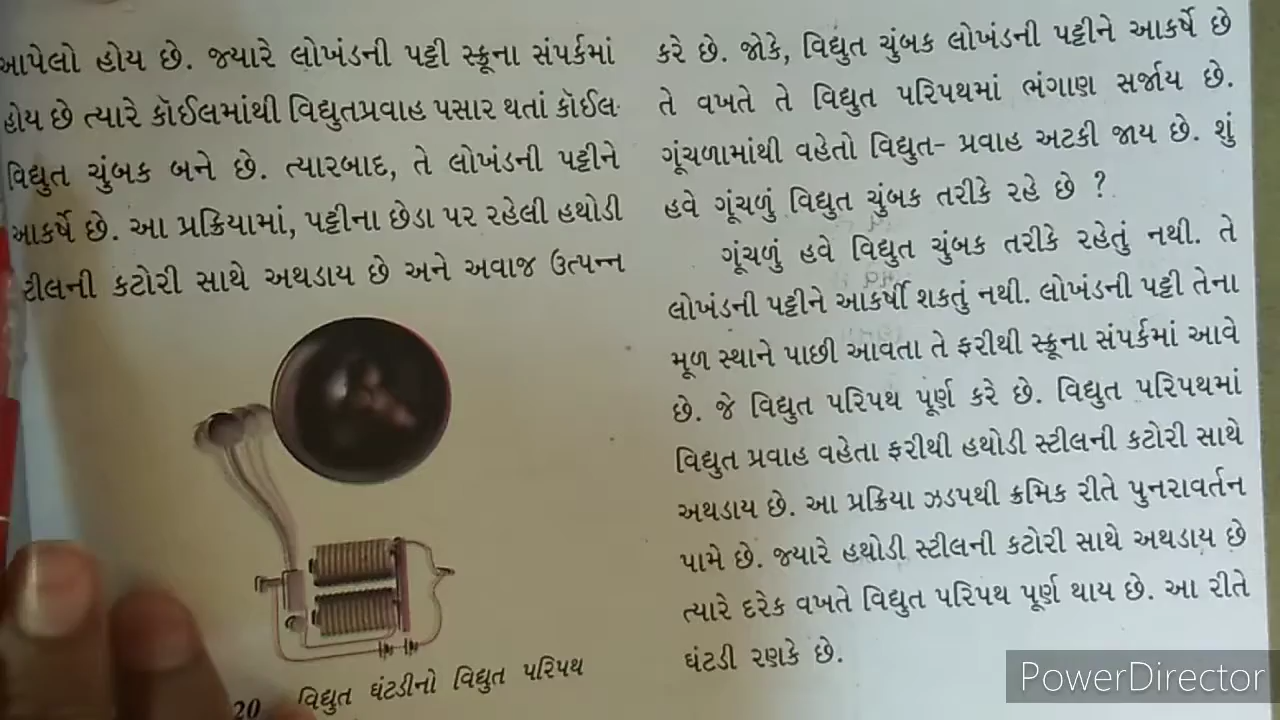 આપેલો હોય છે. જ્યારે લોખંડની પટ્ટી સ્ક્રૂના સંપર્કમાં
હોય છે ત્યારે કૉઈલમાંથી વિદ્યુતપ્રવાહ પસાર થતાં કૉઈલ
વિદ્યુત ચુંબક બને છે. ત્યારબાદ, તે લોખંડની પટ્ટીને
આકર્ષે છે. આ પ્રક્રિયામાં, પટ્ટીના છેડા પર રહેલી હથોડી
ટીલની કટોરી સાથે અથડાય છે અને અવાજ ઉત્પન્ન
20 વિદ્યુત ઘંટડીનો વિદ્યુત પરિપથ
કરે છે. જોકે, વિદ્યુત ચુંબક લોખંડની પટ્ટીને આકર્ષે છે
તે વખતે તે વિદ્યુત પરિપથમાં ભંગાણ સર્જાય છે.
ગૂંચળામાંથી વહેતો વિદ્યુત- પ્રવાહ અટકી જાય છે. શું
હવે ગૂંચળું વિદ્યુત ચુંબક તરીકે રહે છે ?
ગૂંચળું હવે વિદ્યુત ચુંબક તરીકે રહેતું નથી. તે
લોખંડની પટ્ટીને આકર્ષી શકતું નથી. લોખંડની પટ્ટી તેના
મૂળ સ્થાને પાછી આવતા તે ફરીથી સ્ક્રૂના સંપર્કમાં આવે
છે. જે વિદ્યુત પરિપથ પૂર્ણ કરે છે. વિદ્યુત પરિપથમાં
વિદ્યુત પ્રવાહ વહેતા ફરીથી હથોડી સ્ટીલની કટોરી સાથે
અથડાય છે. આ પ્રક્રિયા ઝડપથી ક્રમિક રીતે પુનરાવર્તન
પામે છે. જ્યારે હથોડી સ્ટીલની કટોરી સાથે અથડાય છે
ત્યારે દરેક વખતે વિદ્યુત પરિપથ પૂર્ણ થાય છે. આ રીતે
ઘંટડી રણકે છે.
PowerDirector